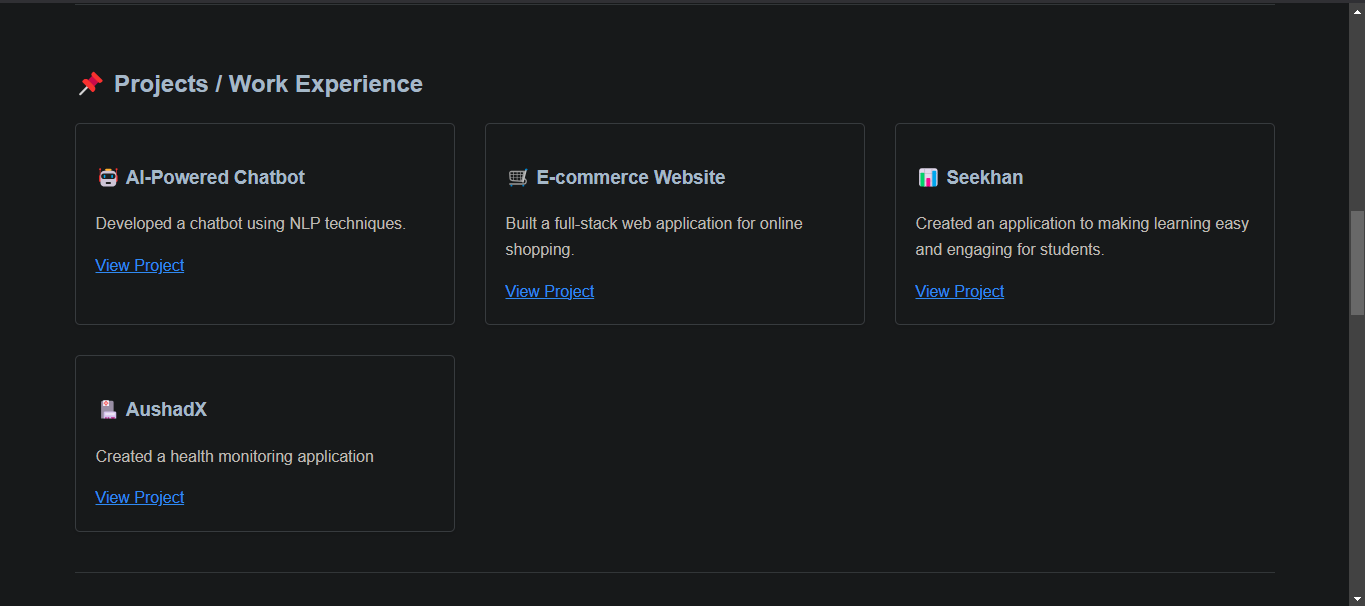 Projects / Work Experience
AI-Powered Chatbot
Developed a chatbot using NLP techniques.
View Project
E-commerce Website
Built a full-stack web application for online
shopping.
View Project
Seekhan
Created an application to making learning easy
and engaging for students.
View Project
AushadX
Created a health monitoring application
View Project